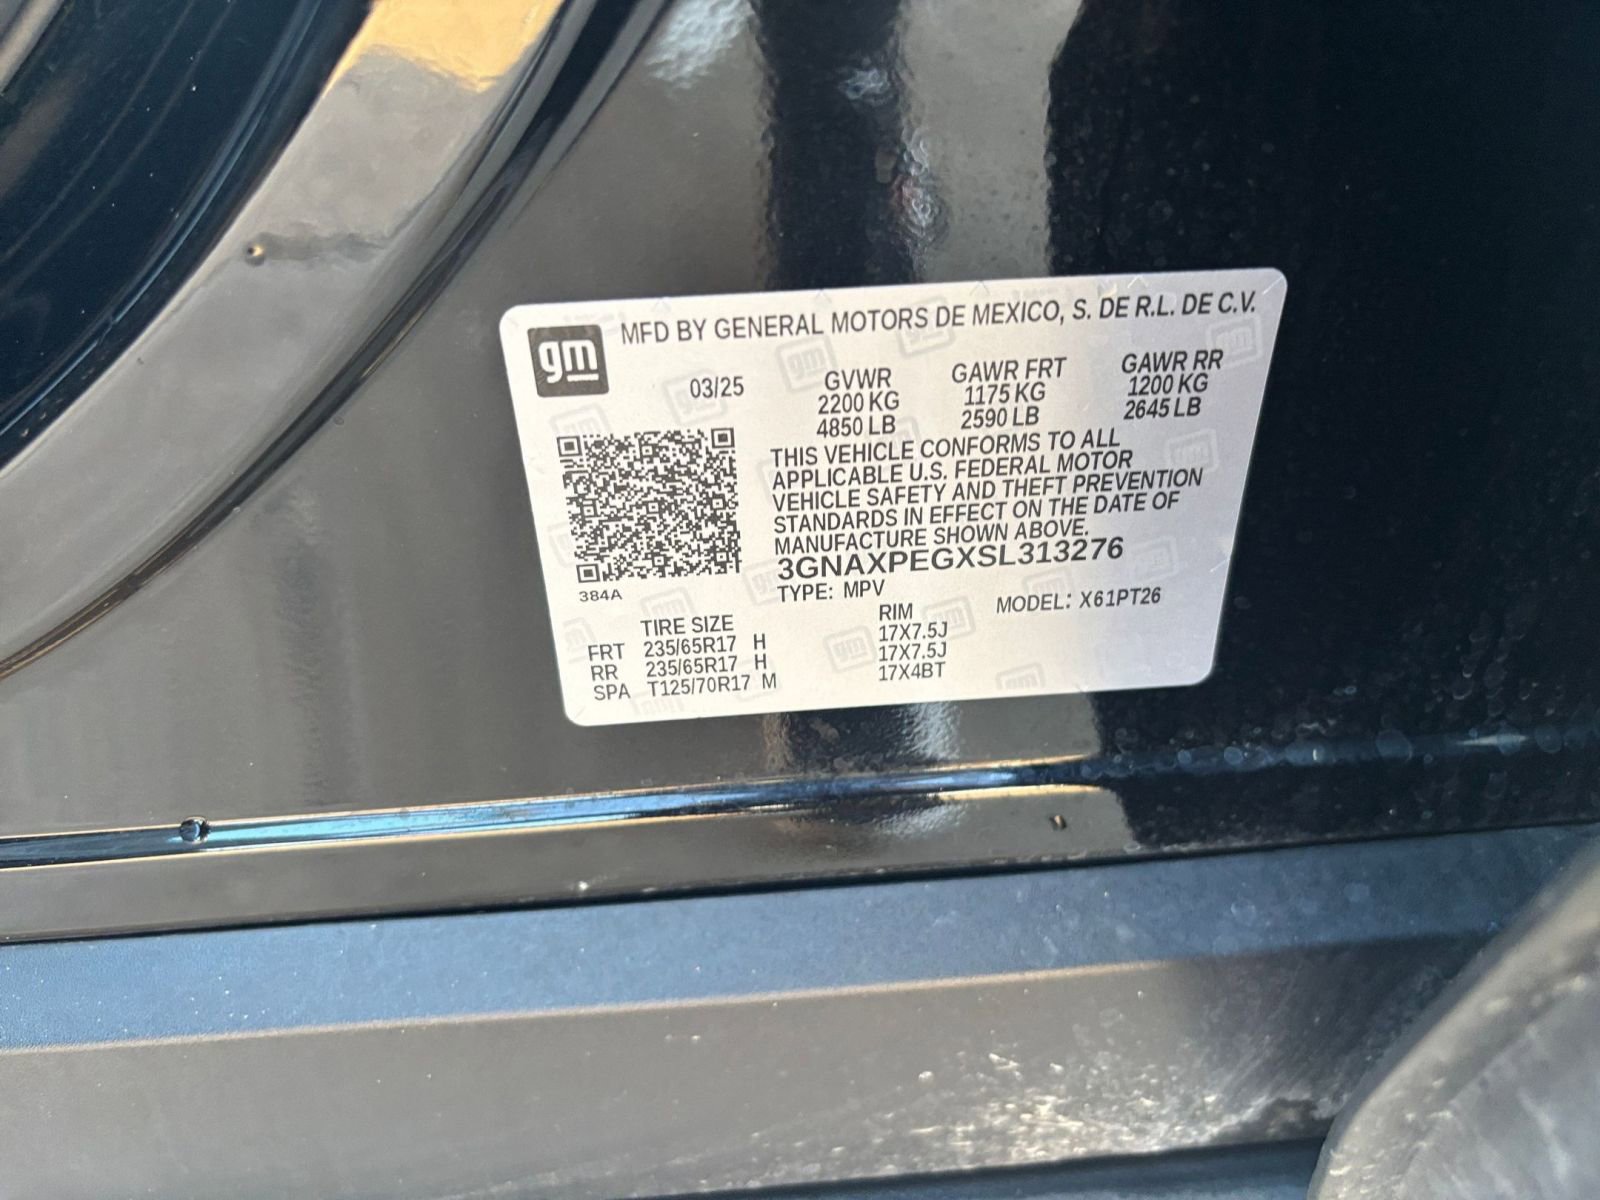 gm
MFD BY GENERAL MOTORS DE MEXICO, S. DE R.L. DE C.V.
03/25
GVWR GAWR FRT GAWR RR
2200 KG 1175 KG 1200 KG
4850 LB 2590 LB 2645 LB
THIS VEHICLE CONFORMS TO ALL
APPLICABLE U.S. FEDERAL MOTOR
VEHICLE SAFETY AND THEFT PREVENTION
STANDARDS IN EFFECT ON THE DATE OF
MANUFACTURE SHOWN ABOVE.
3GNAXPEGXSL313276
384A
TYPE: MPV MODEL: X61PT26
TIRE SIZE RIM
FRT 235/65R17 H 17X7.5J
RR 235/65R17 H 17X7.5J
SPA T125/70R17 M 17X4BT